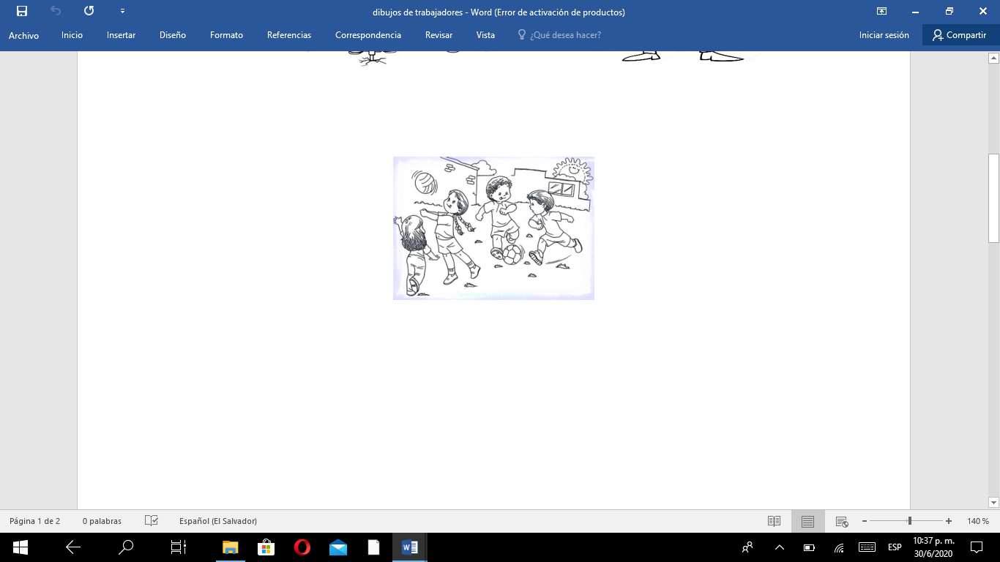 dibujos de trabajadores - Word (Error de activación de productos)
Archivo Inicio Insertar Diseño Formato Referencias Correspondencia Revisar Vista ¿Qué desea hacer? Iniciar sesión Compartir
Página 1 de 2 0 palabras Español (El Salvador) 140 %
ESP 10:37 p. m.
30/6/2020